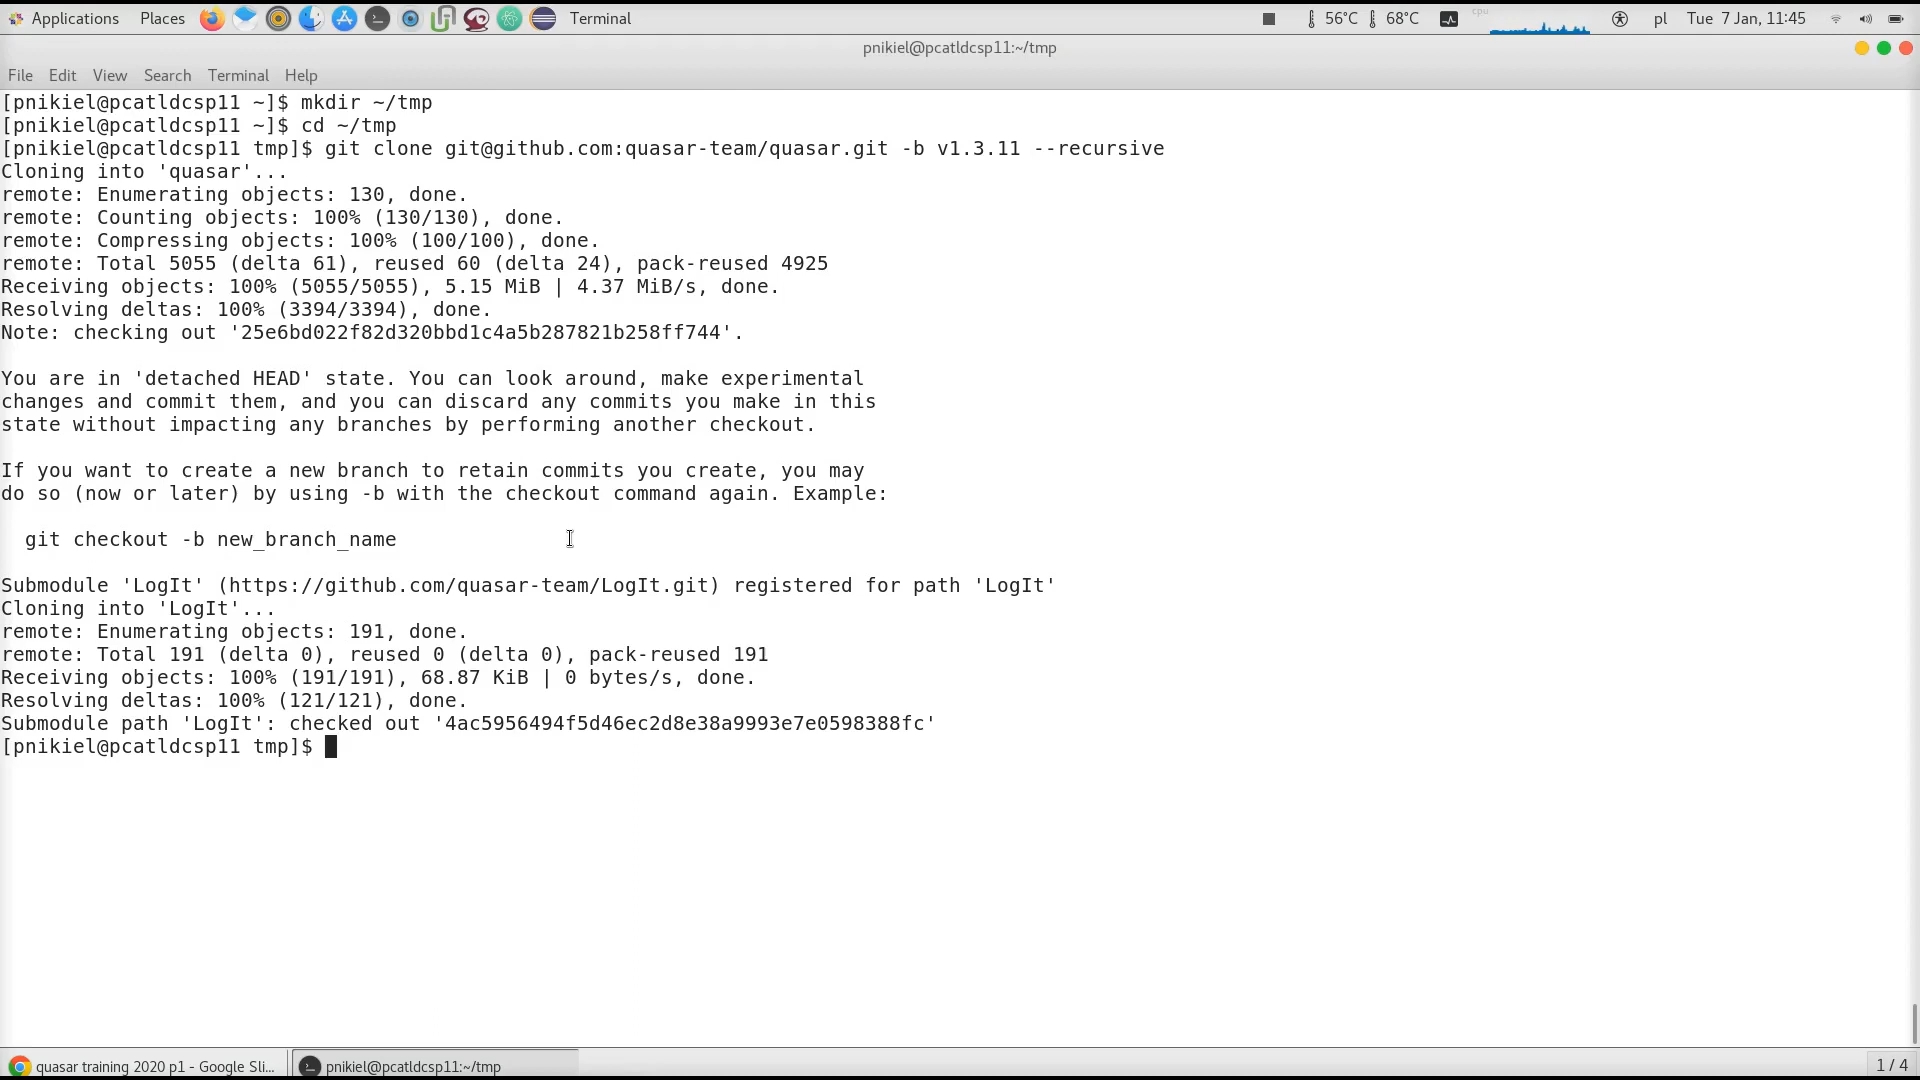 Applications Places Terminal 56°C 68°C cpu pl Tue 7 Jan, 11:45
pnikiel@pcatldcsp11:~/tmp
File Edit View Search Terminal Help
[pnikiel@pcatldcsp11 ~]$ mkdir ~/tmp
[pnikiel@pcatldcsp11 ~]$ cd ~/tmp
[pnikiel@pcatldcsp11 tmp]$ git clone git@github.com:quasar-team/quasar.git -b v1.3.11 --recursive
Cloning into 'quasar'...
remote: Enumerating objects: 130, done.
remote: Counting objects: 100% (130/130), done.
remote: Compressing objects: 100% (100/100), done.
remote: Total 5055 (delta 61), reused 60 (delta 24), pack-reused 4925
Receiving objects: 100% (5055/5055), 5.15 MiB | 4.37 MiB/s, done.
Resolving deltas: 100% (3394/3394), done.
Note: checking out '25e6bd022f82d320bbd1c4a5b287821b258ff744'.
You are in 'detached HEAD' state. You can look around, make experimental
changes and commit them, and you can discard any commits you make in this
state without impacting any branches by performing another checkout.
If you want to create a new branch to retain commits you create, you may
do so (now or later) by using -b with the checkout command again. Example:
git checkout -b new_branch_name
Submodule 'LogIt' (https://github.com/quasar-team/LogIt.git) registered for path 'LogIt'
Cloning into 'LogIt'...
remote: Enumerating objects: 191, done.
remote: Total 191 (delta 0), reused 0 (delta 0), pack-reused 191
Receiving objects: 100% (191/191), 68.87 KiB | 0 bytes/s, done.
Resolving deltas: 100% (121/121), done.
Submodule path 'LogIt': checked out '4ac5956494f5d46ec2d8e38a9993e7e0598388fc'
[pnikiel@pcatldcsp11 tmp]$
quasar training 2020 p1 - Google Sli... pnikiel@pcatldcsp11:~/tmp 1 / 4